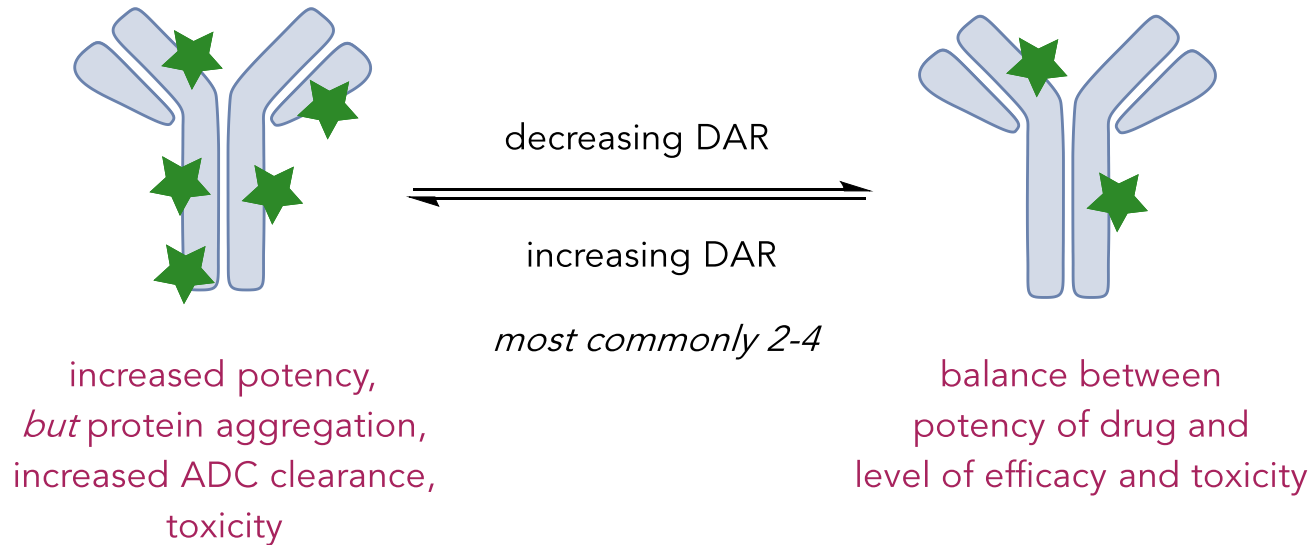 decreasing DAR
increasing DAR
most commonly 2-4
increased potency,
but protein aggregation,
increased ADC clearance,
toxicity
balance between
potency of drug and
level of efficacy and toxicity